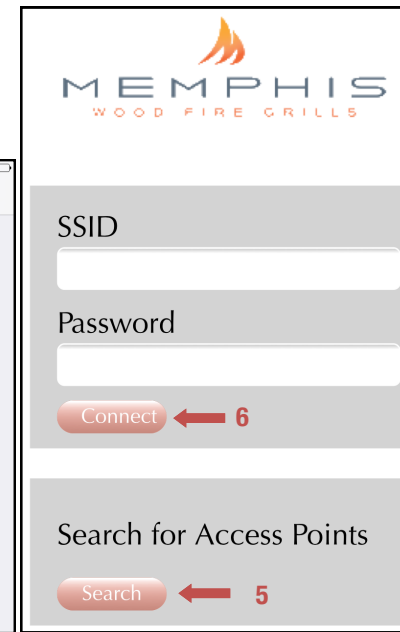 MEMPHIS
WOOD FIRE GRILLS
SSID
Password
Connect 6
Search for Access Points
Search 5